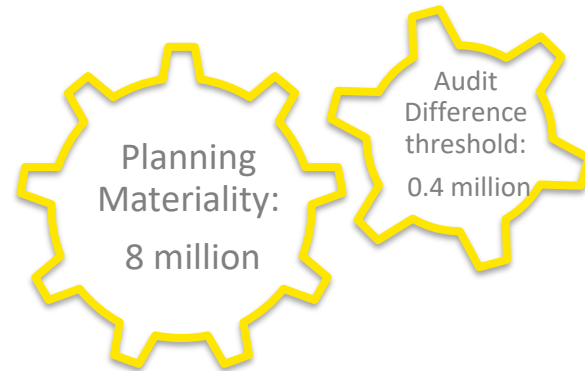 Planning
Materiality:
8 million
Audit
Difference
threshold:
0.4 million